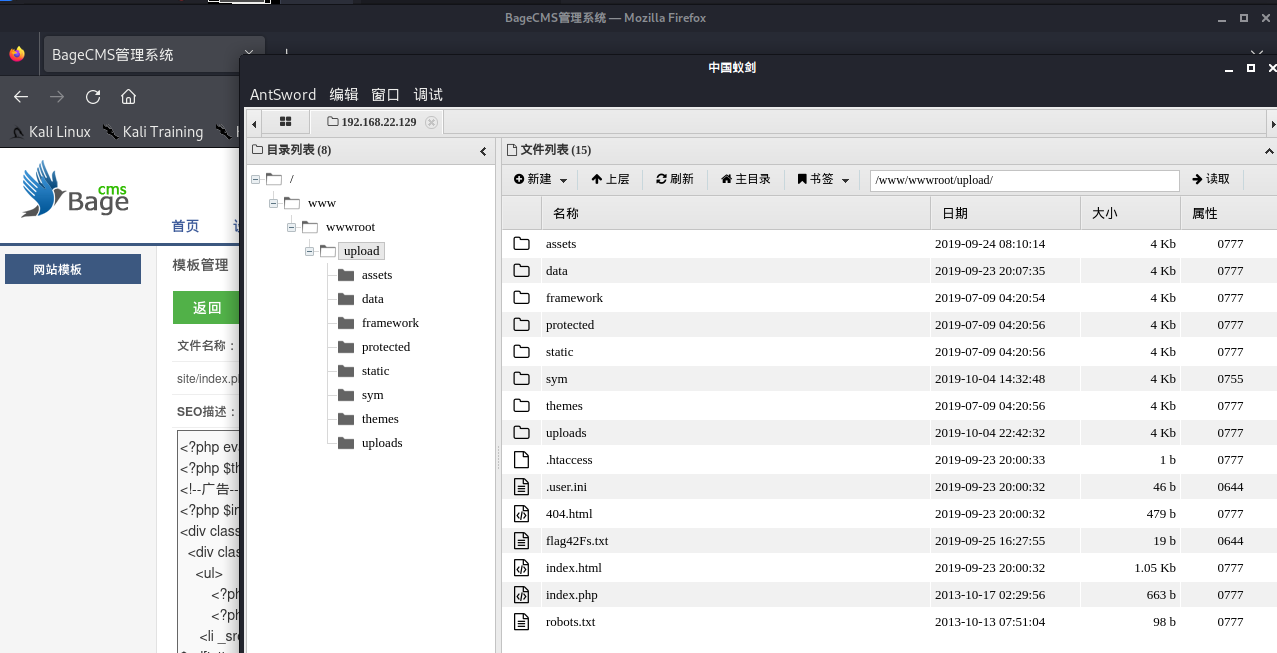 BageCMS管理系统 — Mozilla Firefox
BageCMS管理系统
中国蚁剑
AntSword 编辑 窗口 调试
Kali Linux Kali Training
192.168.22.129
目录列表 (8)
文件列表 (15)
新建 上层 刷新 主目录 书签 /www/wwwroot/upload/ 读取
Bage cms
首页
网站模板
模板管理
返回
文件名称：
site/index.p
SEO描述：
<?php ev
<?php $th
<!--广告--
<?php $in
<div class
<div clas
<ul>
<?ph
<?ph
<li _src
/
www
wwwroot
upload
assets
data
framework
protected
static
sym
themes
uploads
名称 日期 大小 属性
assets 2019-09-24 08:10:14 4 Kb 0777
data 2019-09-23 20:07:35 4 Kb 0777
framework 2019-07-09 04:20:54 4 Kb 0777
protected 2019-07-09 04:20:56 4 Kb 0777
static 2019-07-09 04:20:56 4 Kb 0777
sym 2019-10-04 14:32:48 4 Kb 0755
themes 2019-07-09 04:20:56 4 Kb 0777
uploads 2019-10-04 22:42:32 4 Kb 0777
.htaccess 2019-09-23 20:00:33 1 b 0777
.user.ini 2019-09-23 20:00:32 46 b 0644
404.html 2019-09-23 20:00:32 479 b 0777
flag42Fs.txt 2019-09-25 16:27:55 19 b 0644
index.html 2019-09-23 20:00:32 1.05 Kb 0777
index.php 2013-10-17 02:29:56 663 b 0777
robots.txt 2013-10-13 07:51:04 98 b 0777